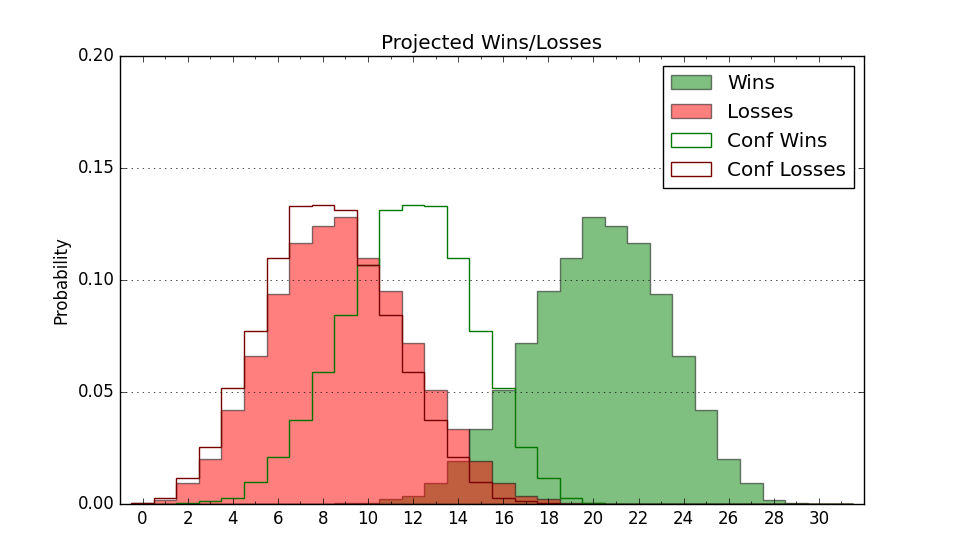 Projected Wins/Losses
0.20
0.15
0.10
0.05
0.00
Probability
Wins
Losses
Conf Wins
Conf Losses
0 2 4 6 8 10 12 14 16 18 20 22 24 26 28 30